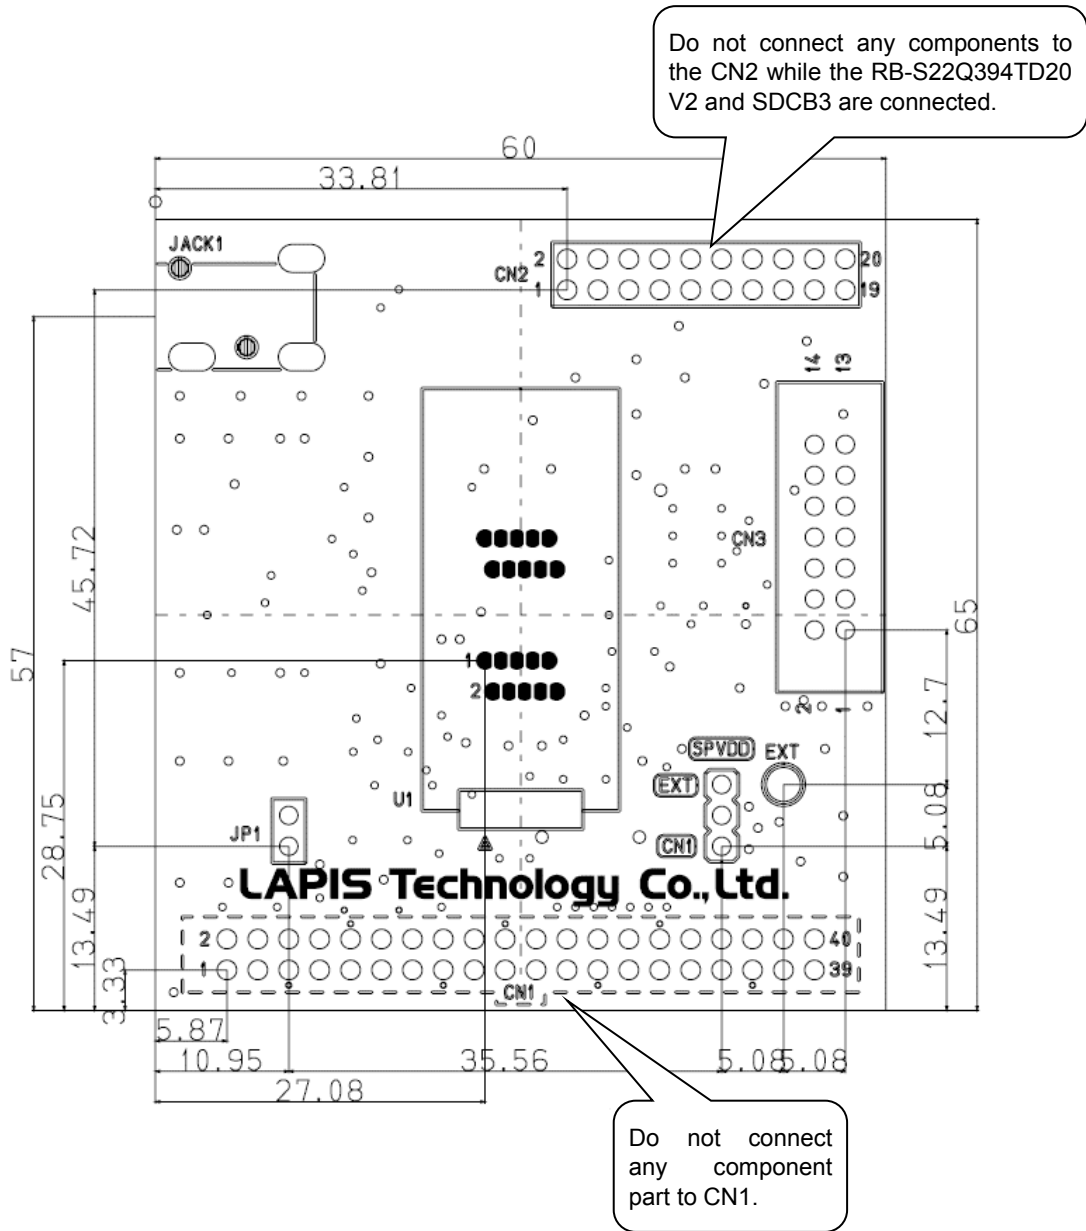 Do not connect any components to
the CN2 while the RB-S22Q394TD20
V2 and SDCB3 are connected.
60
33.81
JACK1
2
20
CN2
1
19
14
13
45.72
CN3
57
65
1
2
2
1
12.7
SPVDD
EXT
EXT
U1
JP1
CN1
28.75
5.08
LAPIS Technology Co.,Ltd.
13.49
13.49
2
40
1
39
CN1
3.33
5.87
10.95
35.56
5.08
5.08
27.08
Do not connect
any component
part to CN1.